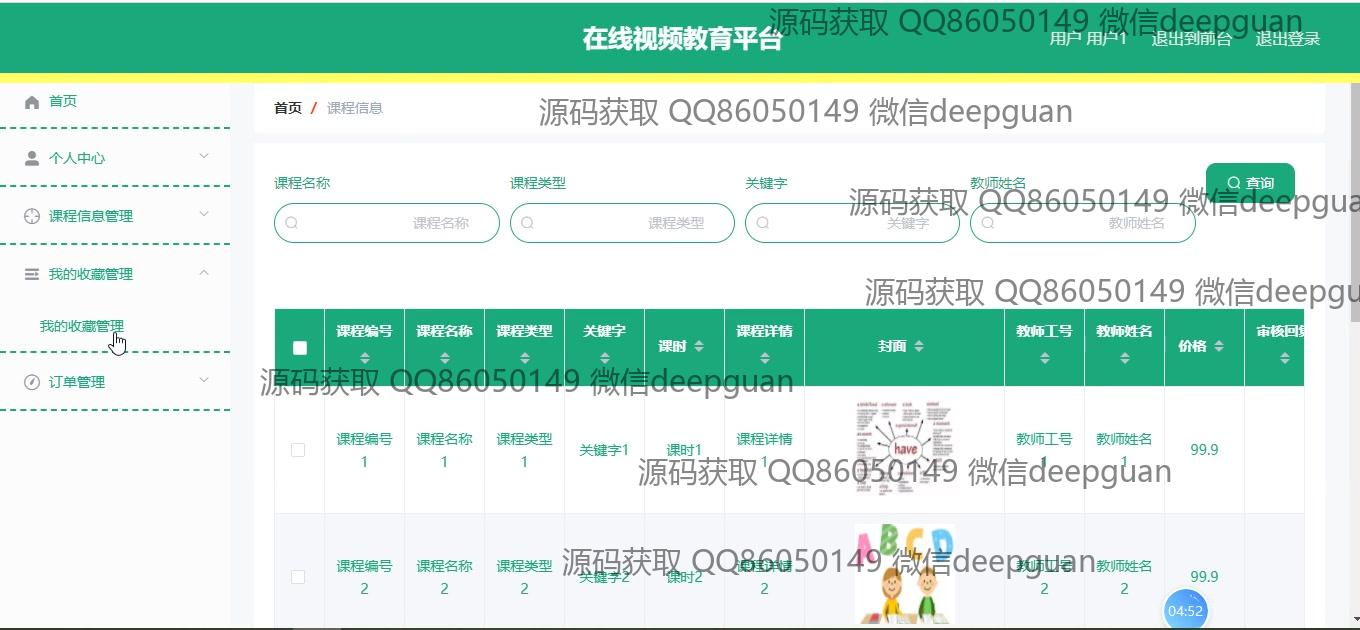 在线视频教育平台
源码获取 QQ86050149 微信deepguan
用户 用户1 退出到前台 退出登录
首页
个人中心
课程信息管理
我的收藏管理
我的收藏管理
订单管理
首页 / 课程信息
源码获取 QQ86050149 微信deepguan
课程名称 课程类型 关键字 教师姓名
查询
源码获取 QQ86050149 微信deepgua
课程名称 课程类型 关键字 教师姓名
源码获取 QQ86050149 微信deepgu
课程编号 课程名称 课程类型 关键字 课时 课程详情 封面 教师工号 教师姓名 价格 审核回复
源码获取 QQ86050149 微信deepguan
课程编号1 课程名称1 课程类型1 关键字1 课时1 课程详情1 have 教师工号1 教师姓名1 99.9
源码获取 QQ86050149 微信deepguan
ABCD
源码获取 QQ86050149 微信deepguan
课程编号2 课程名称2 课程类型2 关键字2 课时2 课程详情2 教师工号2 教师姓名2 99.9
04:52